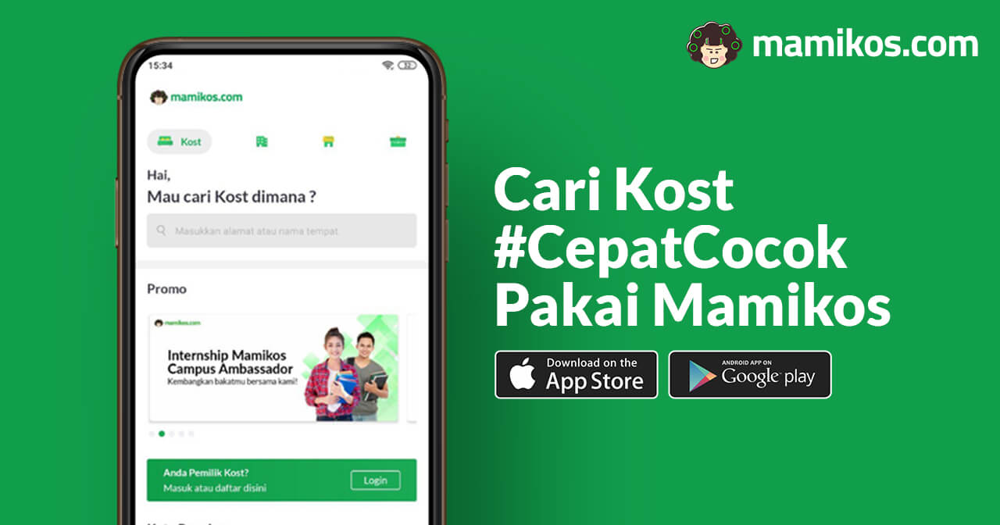 15:34
32
mamikos.com
Kost
Hai,
Mau cari Kost dimana ?
Masukkan alamat atau nama tempat
Promo
mamikos.com
Internship Mamikos
Campus Ambassador
Kembangkan bakatmu bersama kami!
Anda Pemilik Kost?
Masuk atau daftar disini
Login
mamikos.com
Cari Kost
#CepatCocok
Pakai Mamikos
Download on the
App Store
ANDROID APP ON
Google play